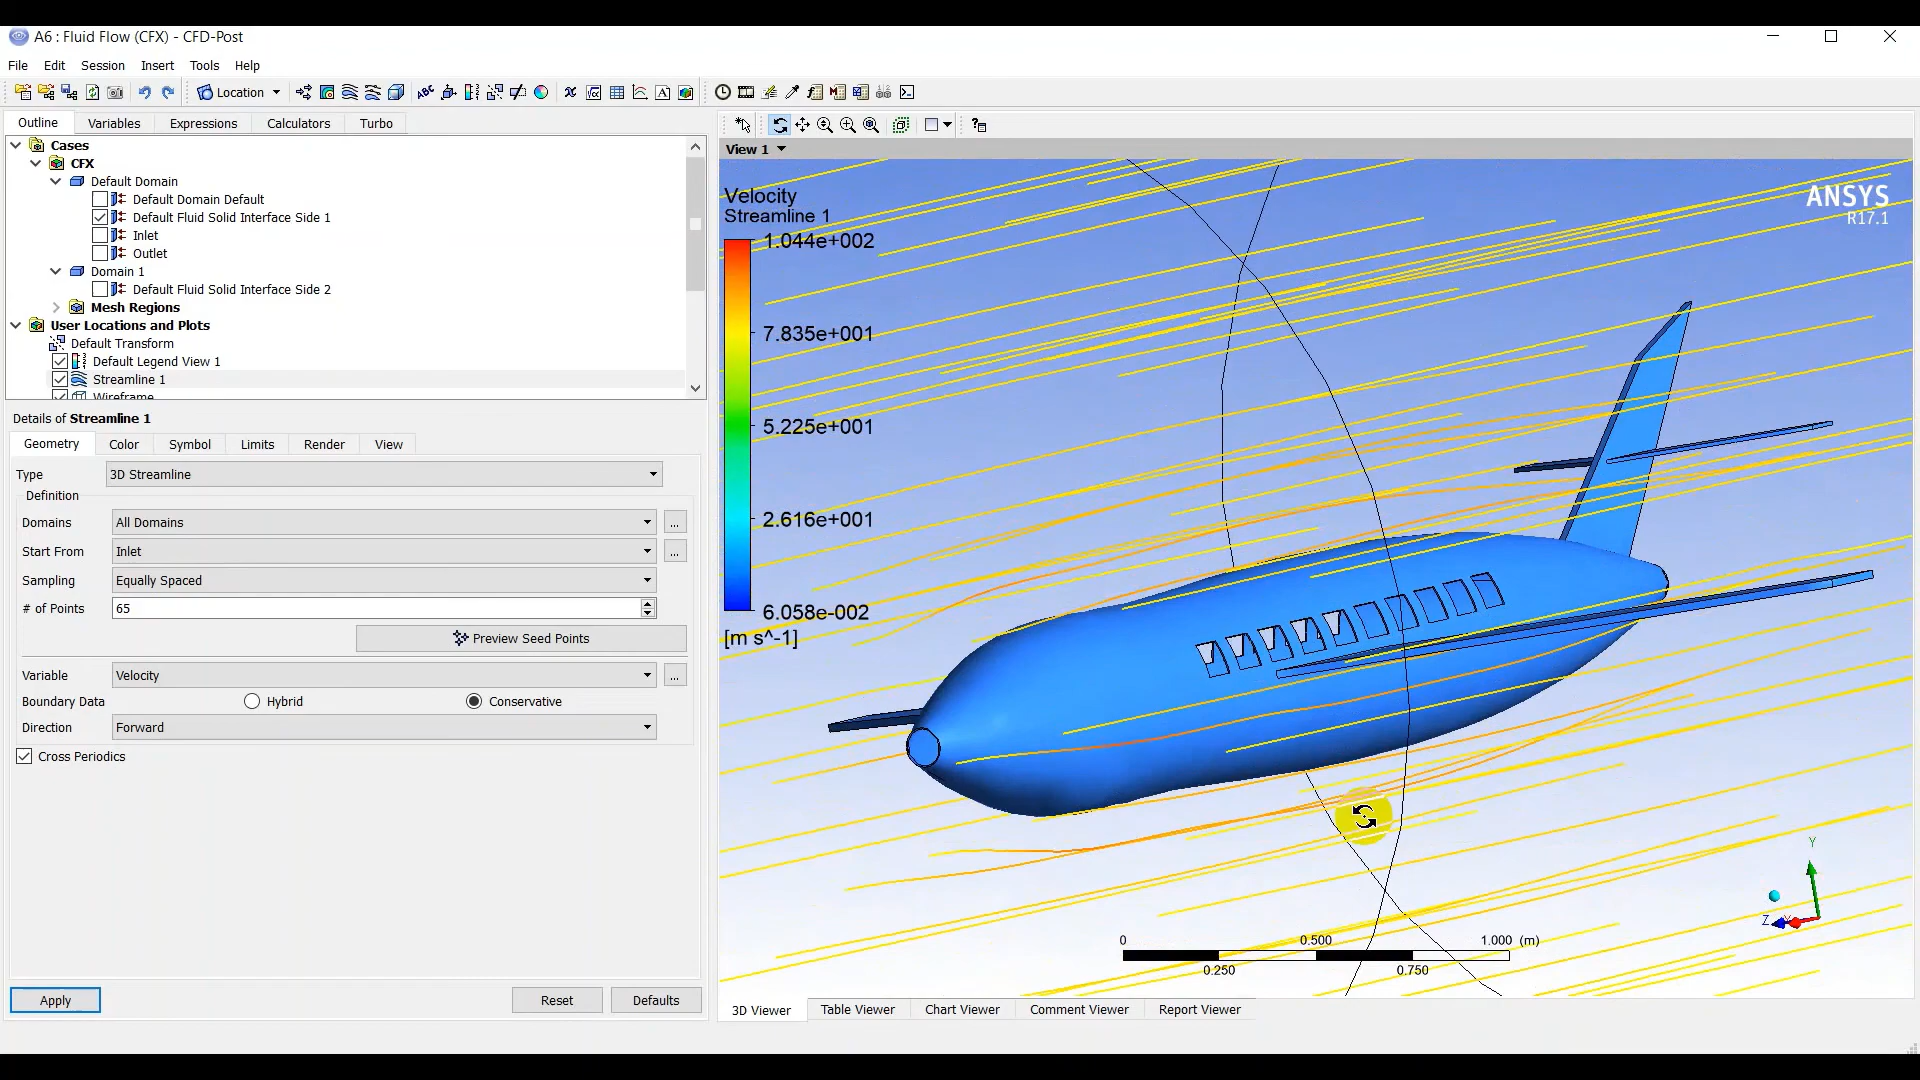 A6 : Fluid Flow (CFX) - CFD-Post
File Edit Session Insert Tools Help
Location
Outline Variables Expressions Calculators Turbo
Cases
CFX
Default Domain
Default Domain Default
Default Fluid Solid Interface Side 1
Inlet
Outlet
Domain 1
Default Fluid Solid Interface Side 2
Mesh Regions
User Locations and Plots
Default Transform
Default Legend View 1
Streamline 1
Wireframe
Details of Streamline 1
Geometry Color Symbol Limits Render View
Type 3D Streamline
Definition
Domains All Domains ...
Start From Inlet ...
Sampling Equally Spaced
# of Points 65
Preview Seed Points
Variable Velocity ...
Boundary Data Hybrid Conservative
Direction Forward
Cross Periodics
Apply Reset Defaults
View 1
Velocity
Streamline 1
1.044e+002
7.835e+001
5.225e+001
2.616e+001
6.058e-002
[m s^-1]
ANSYS
R17.1
Y
Z
0 0.500 1.000 (m)
0.250 0.750
3D Viewer Table Viewer Chart Viewer Comment Viewer Report Viewer